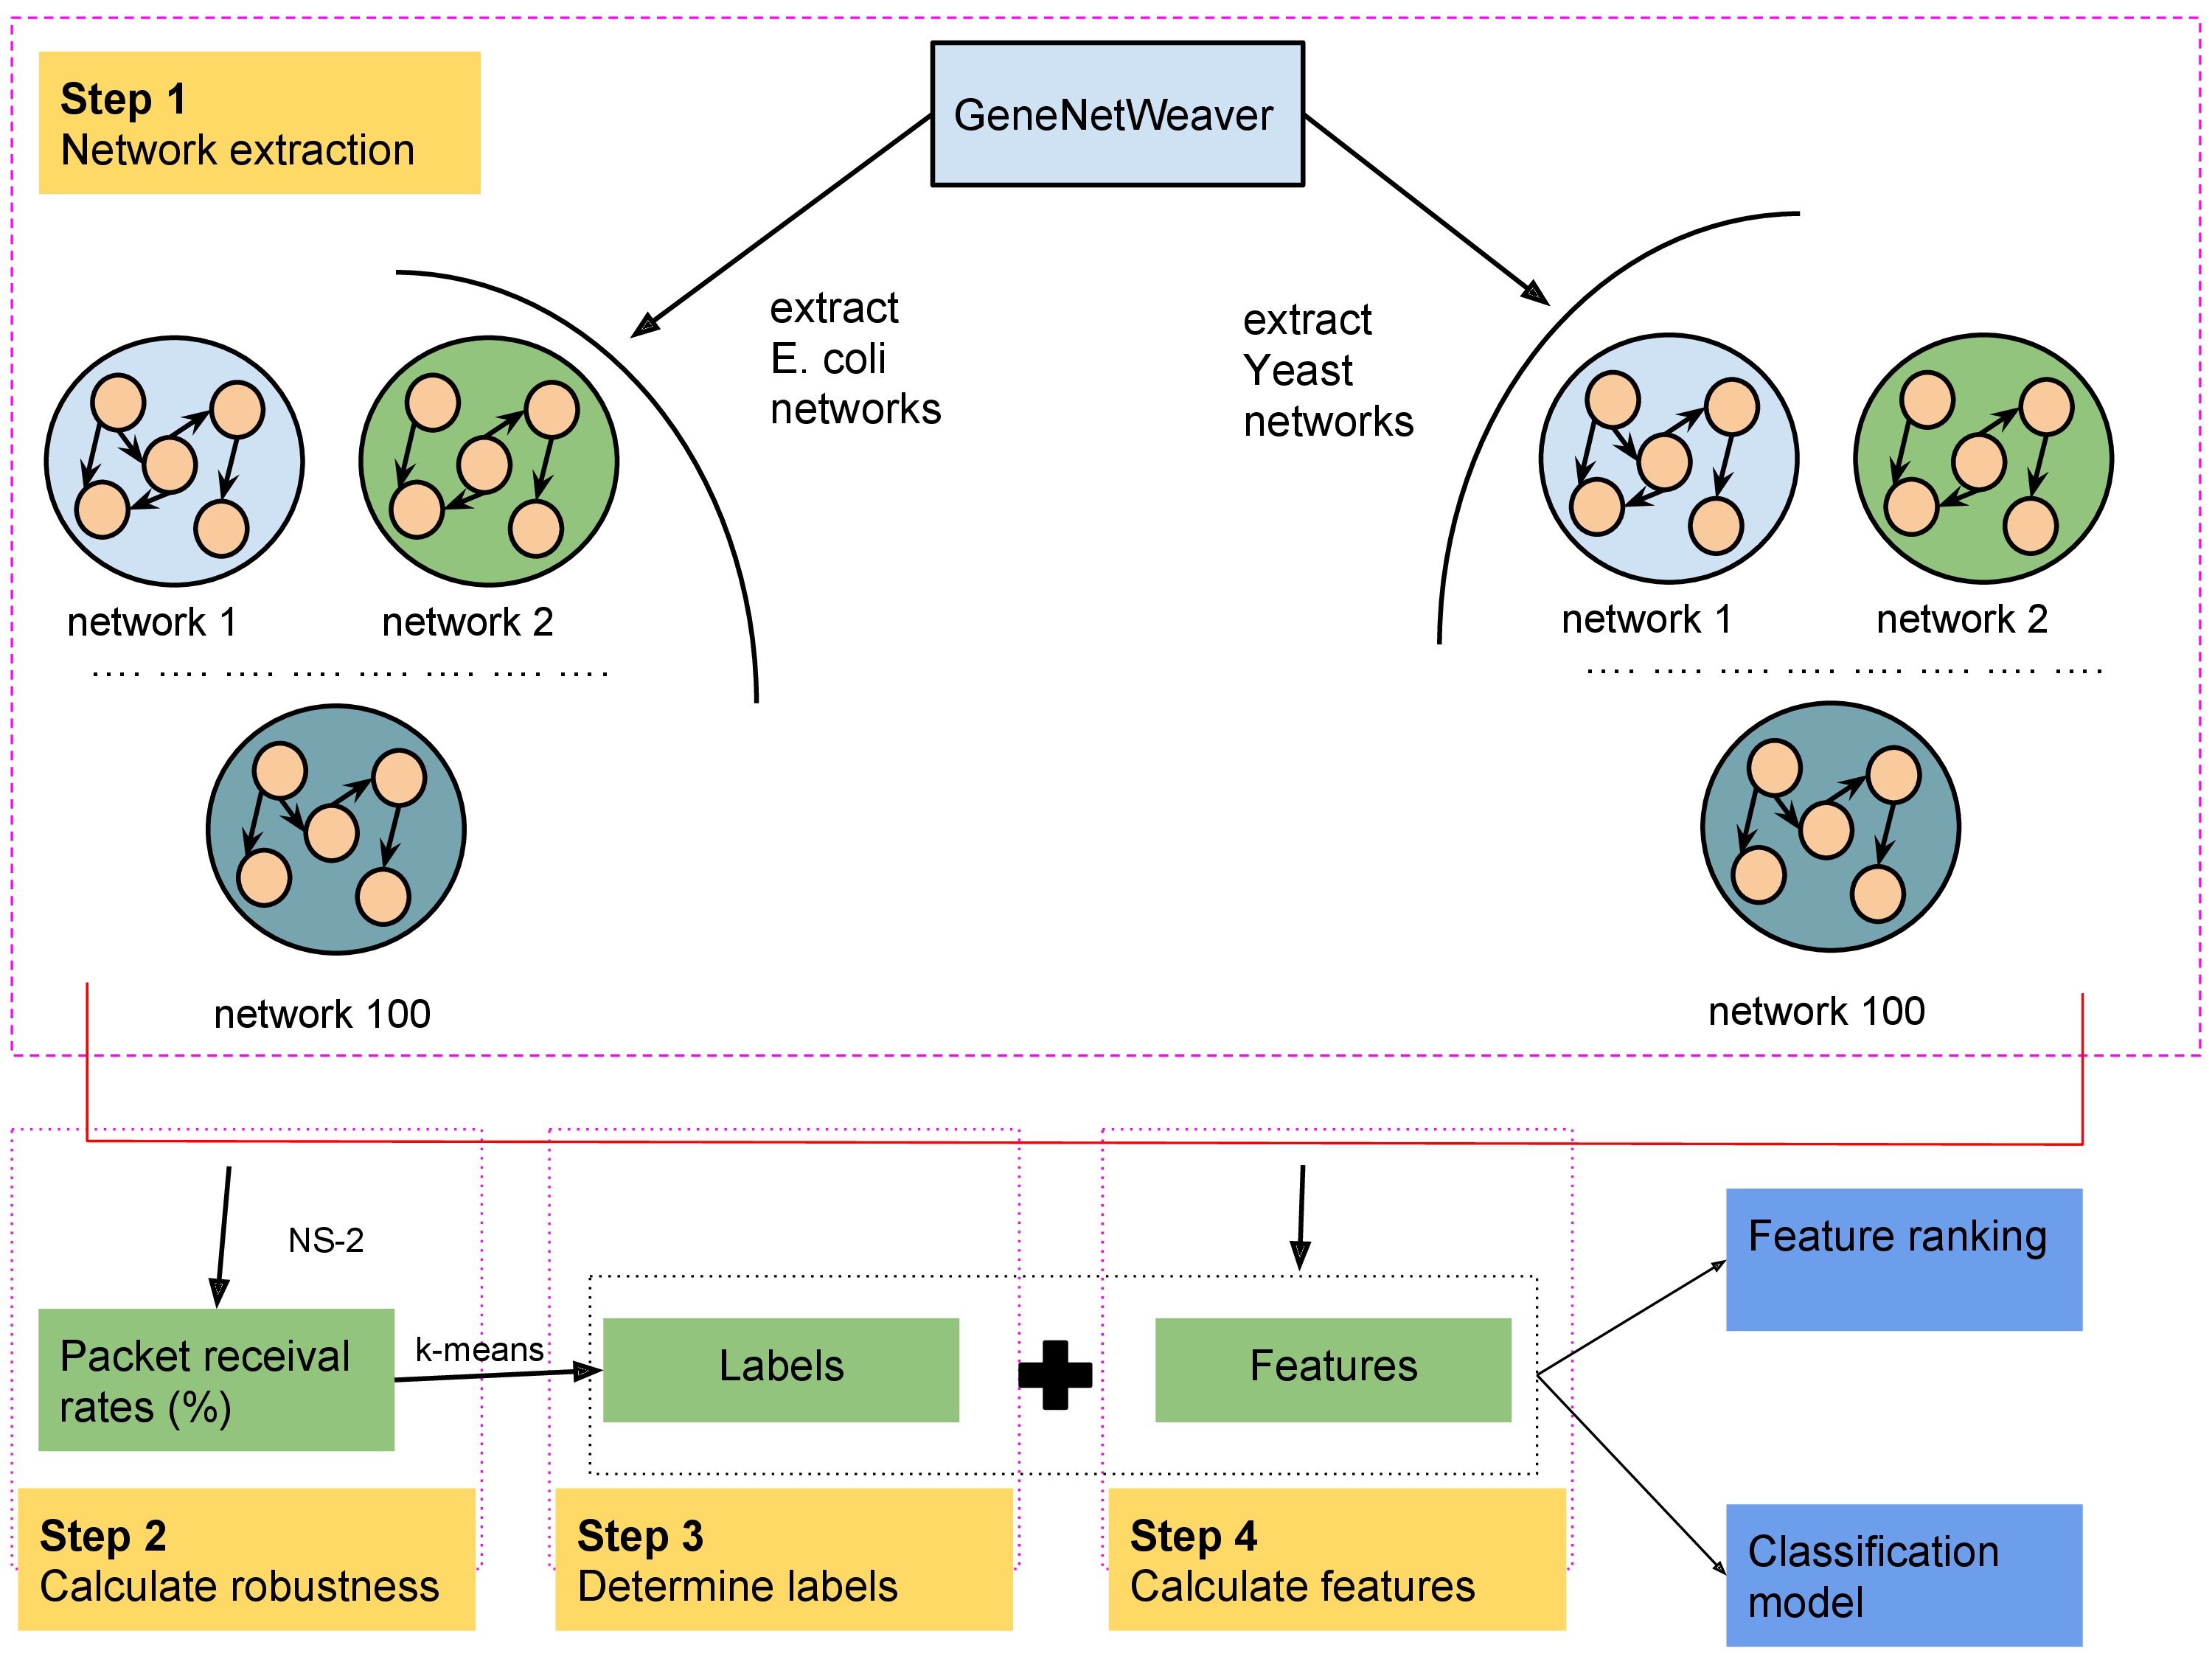 Step 1
Network extraction
GeneNetWeaver
extract
E. coli
networks
extract
Yeast
networks
network 1
network 2
network 1
network 2
network 100
network 100
NS-2
Packet receival
rates (%)
k-means
Labels
Features
Feature ranking
Classification
model
Step 2
Calculate robustness
Step 3
Determine labels
Step 4
Calculate features